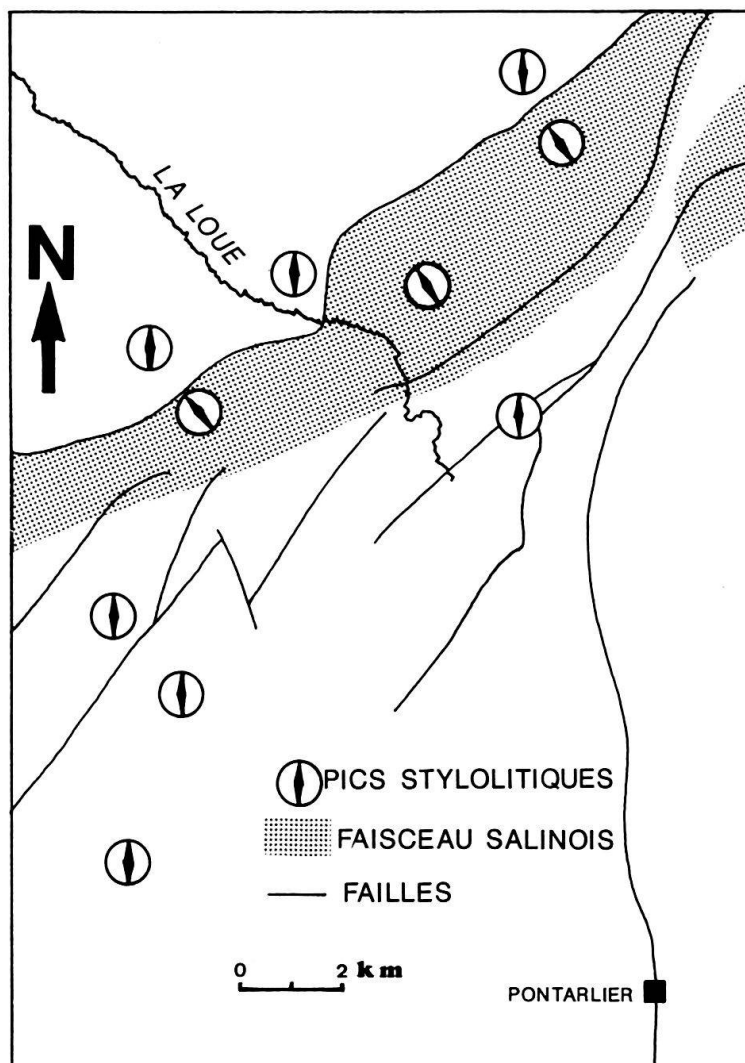 LA LOUE
N
PICS STYLOLITIQUES
FAISCEAU SALINOIS
FAILLES
0 2 km
PONTARLIER